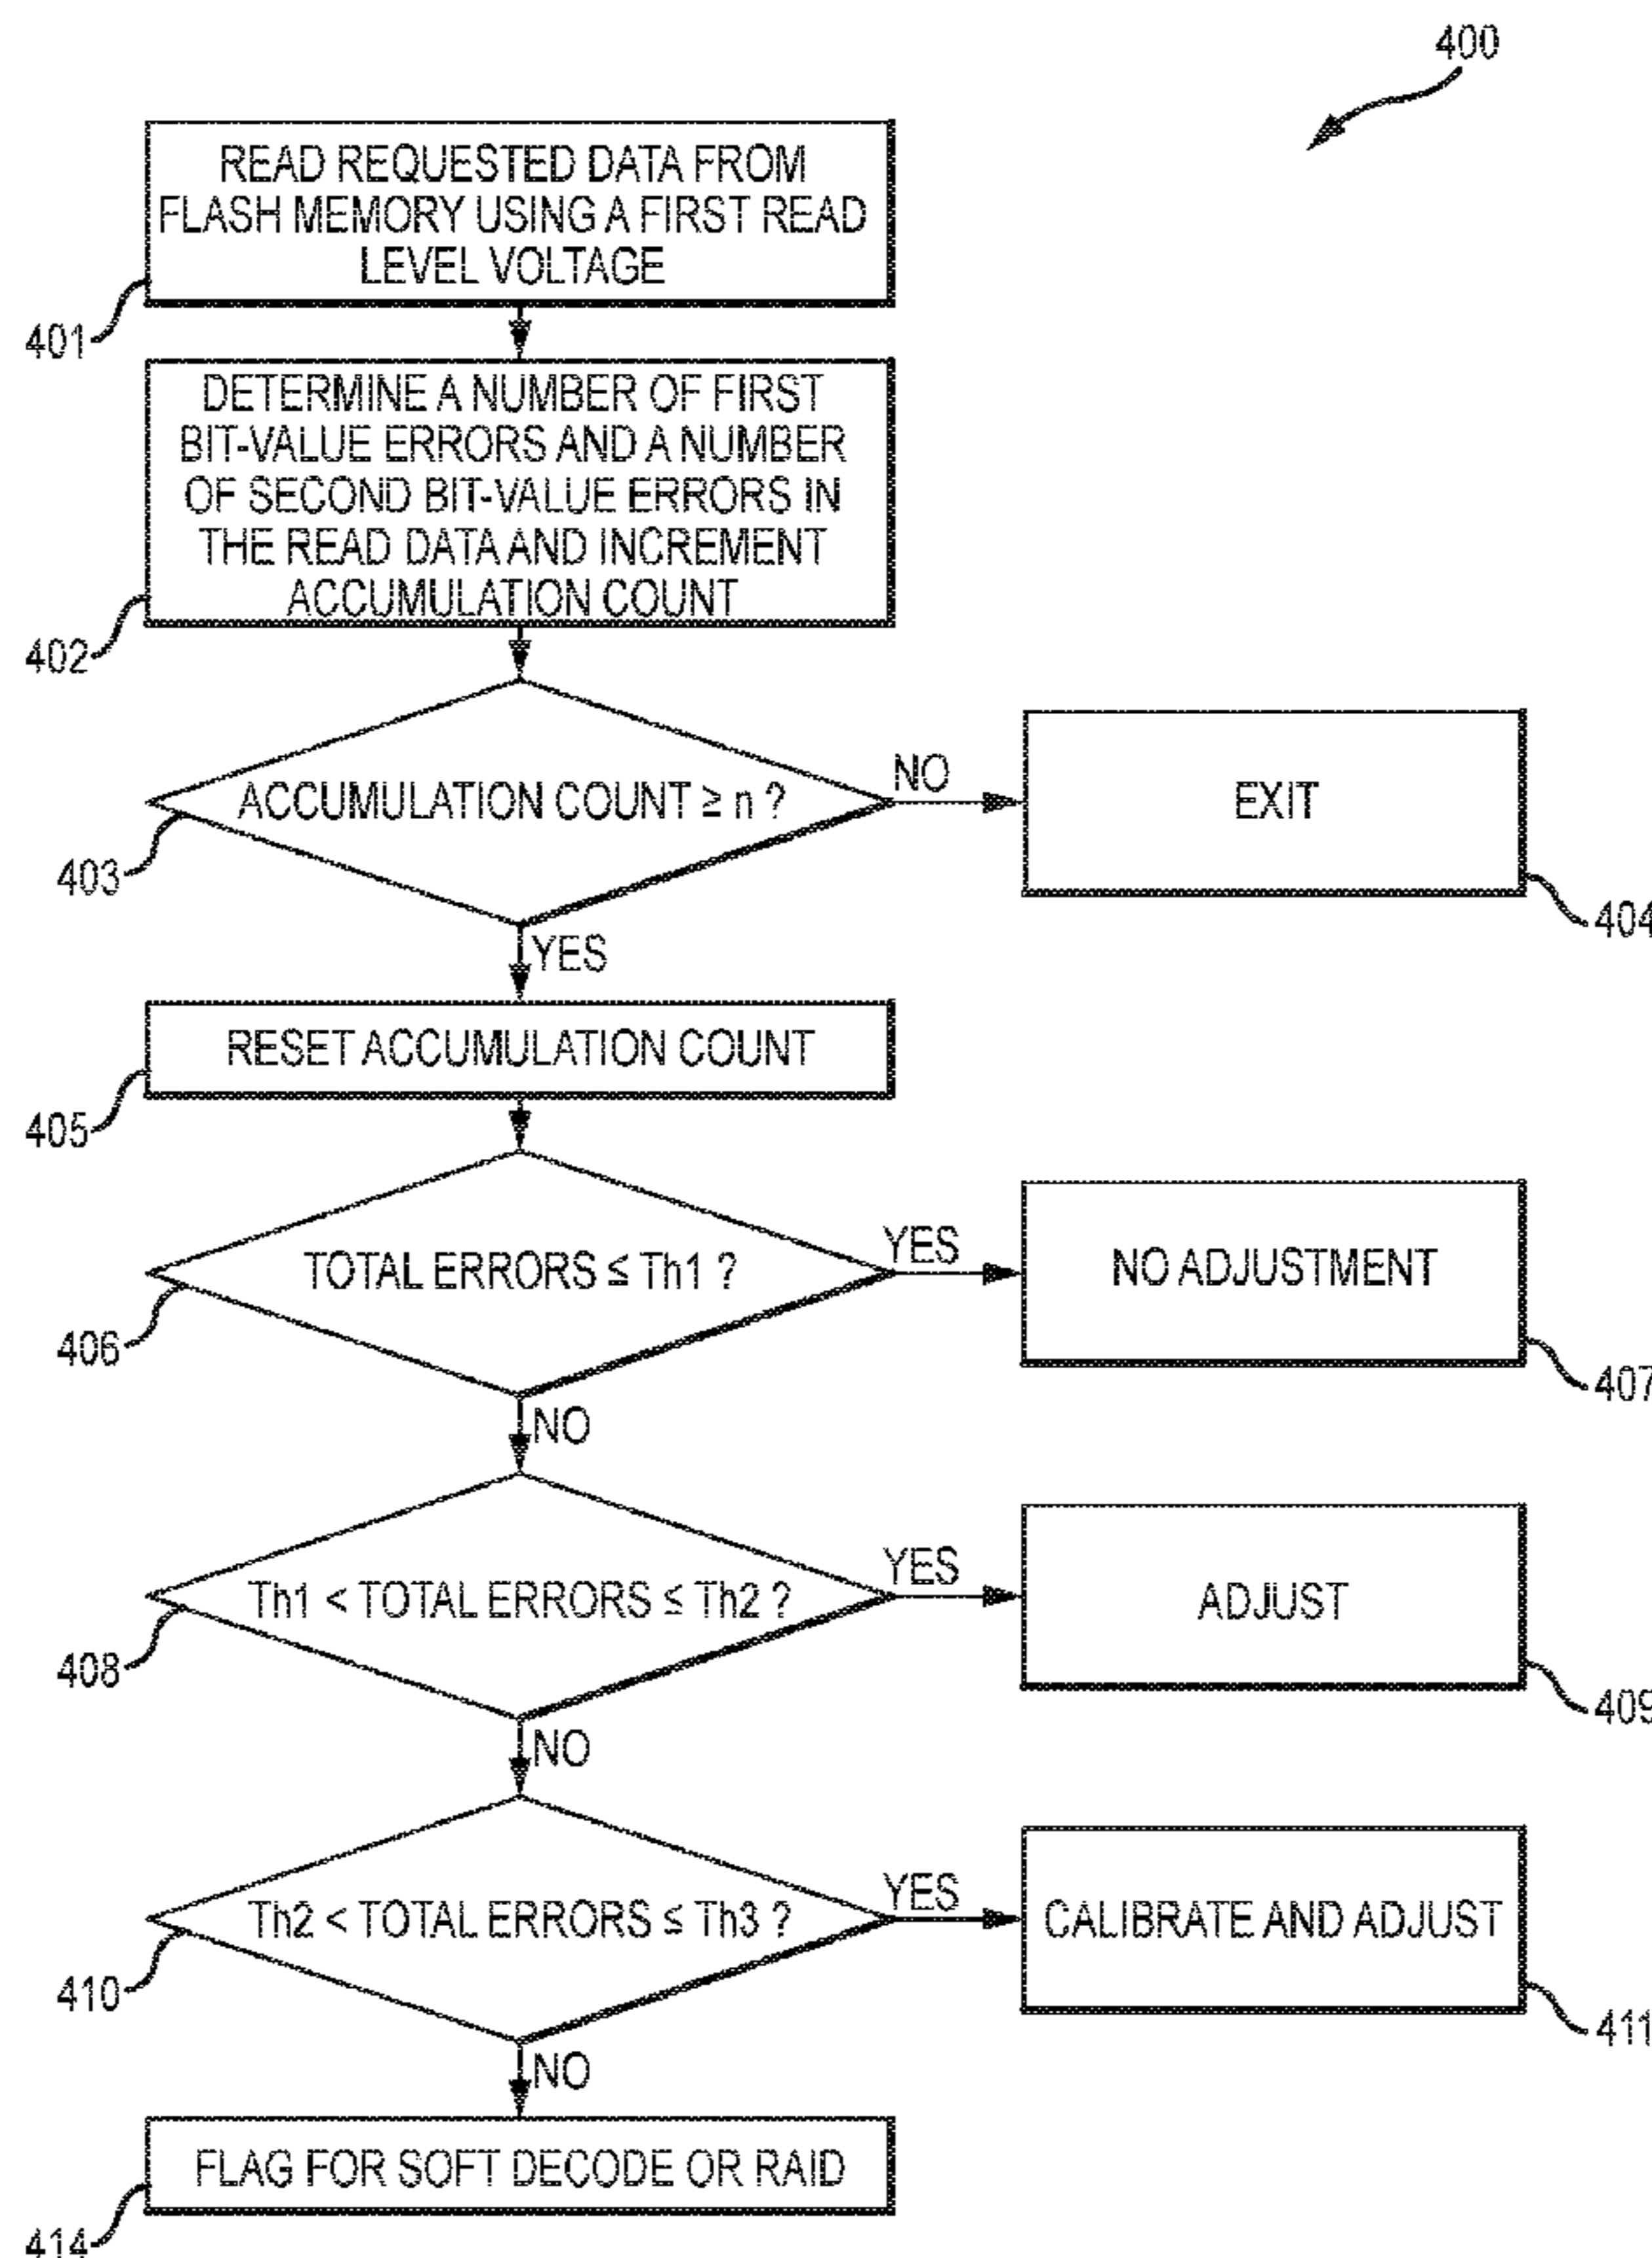 400
READ REQUESTED DATA FROM
FLASH MEMORY USING A FIRST READ
LEVEL VOLTAGE
401
DETERMINE A NUMBER OF FIRST
BIT-VALUE ERRORS AND A NUMBER
OF SECOND BIT-VALUE ERRORS IN
THE READ DATA AND INCREMENT
ACCUMULATION COUNT
402
ACCUMULATION COUNT ≥ n ?
NO
EXIT
403
404
YES
RESET ACCUMULATION COUNT
405
TOTAL ERRORS ≤ Th1 ?
YES
NO ADJUSTMENT
406
407
NO
Th1 < TOTAL ERRORS ≤ Th2 ?
YES
ADJUST
408
409
NO
Th2 < TOTAL ERRORS ≤ Th3 ?
YES
CALIBRATE AND ADJUST
410
411
NO
FLAG FOR SOFT DECODE OR RAID
414